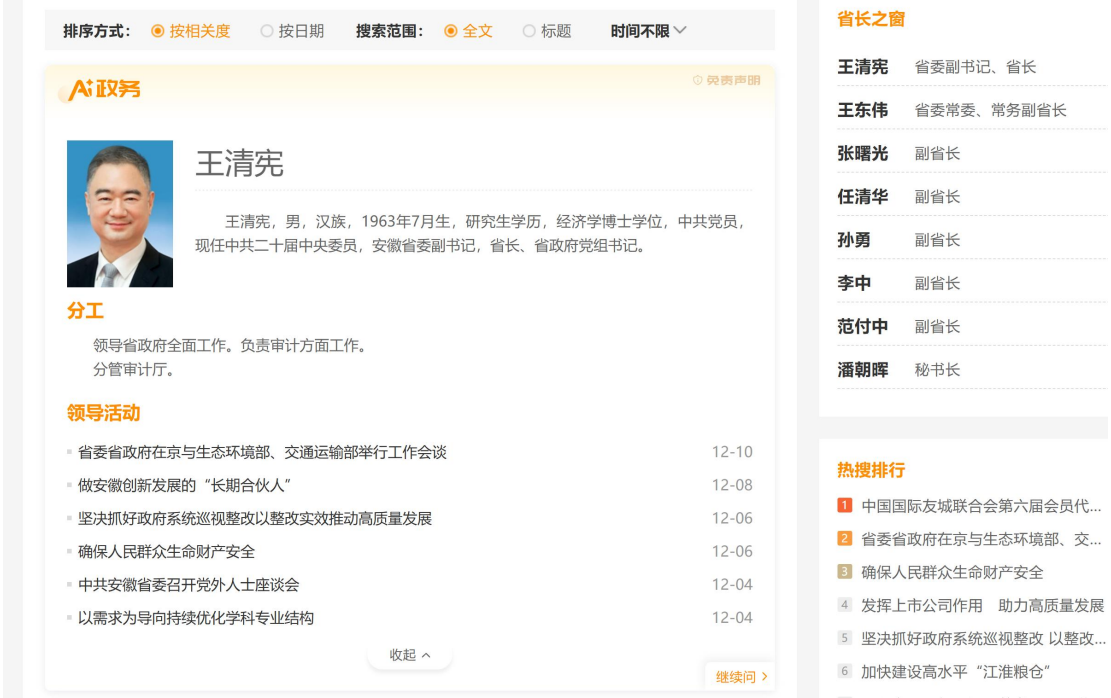 排序方式： 按相关度 按日期 搜索范围： 全文 标题 时间不限
Ai政务
免责声明
王清宪
王清宪，男，汉族，1963年7月生，研究生学历，经济学博士学位，中共党员，
现任中共二十届中央委员，安徽省委副书记，省长、省政府党组书记。
分工
领导省政府全面工作。负责审计方面工作。
分管审计厅。
领导活动
省委省政府在京与生态环境部、交通运输部举行工作会谈 12-10
做安徽创新发展的“长期合伙人” 12-08
坚决抓好政府系统巡视整改以整改实效推动高质量发展 12-06
确保人民群众生命财产安全 12-06
中共安徽省委召开党外人士座谈会 12-04
以需求为导向持续优化学科专业结构 12-04
收起
继续问
省长之窗
王清宪 省委副书记、省长
王东伟 省委常委、常务副省长
张曙光 副省长
任清华 副省长
孙勇 副省长
李中 副省长
范付中 副省长
潘朝晖 秘书长
热搜排行
1 中国国际友城联合会第六届会员代...
2 省委省政府在京与生态环境部、交...
3 确保人民群众生命财产安全
4 发挥上市公司作用 助力高质量发展
5 坚决抓好政府系统巡视整改 以整改...
6 加快建设高水平“江淮粮仓”